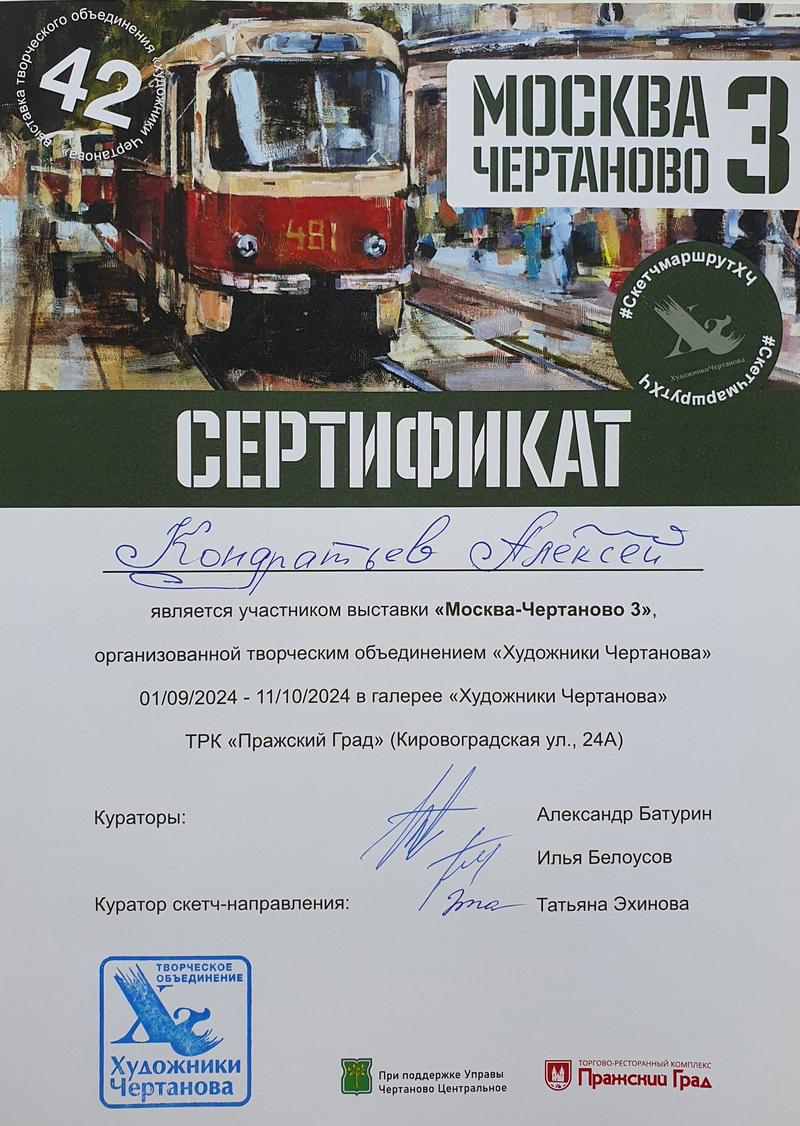 42
выставка творческого объединения «Художники Чертанова»
7
481
МОСКВА
ЧЕРТАНОВО
3
#СкетчмаршрутХЧ
Хч
ХудожникиЧертанова
#СкетчмаршрутХЧ
СЕРТИФИКАТ
Кондратьев Алексей
является участником выставки «Москва-Чертаново 3»,
организованной творческим объединением «Художники Чертанова»
01/09/2024 - 11/10/2024 в галерее «Художники Чертанова»
ТРК «Пражский Град» (Кировоградская ул., 24А)
Кураторы:
Александр Батурин
Илья Белоусов
Куратор скетч-направления:
Татьяна Эхинова
ТВОРЧЕСКОЕ
ОБЪЕДИНЕНИЕ
Хч
Художники
Чертанова
При поддержке Управы
Чертаново Центральное
ТОРГОВО-РЕСТОРАННЫЙ КОМПЛЕКС
Пражский Град